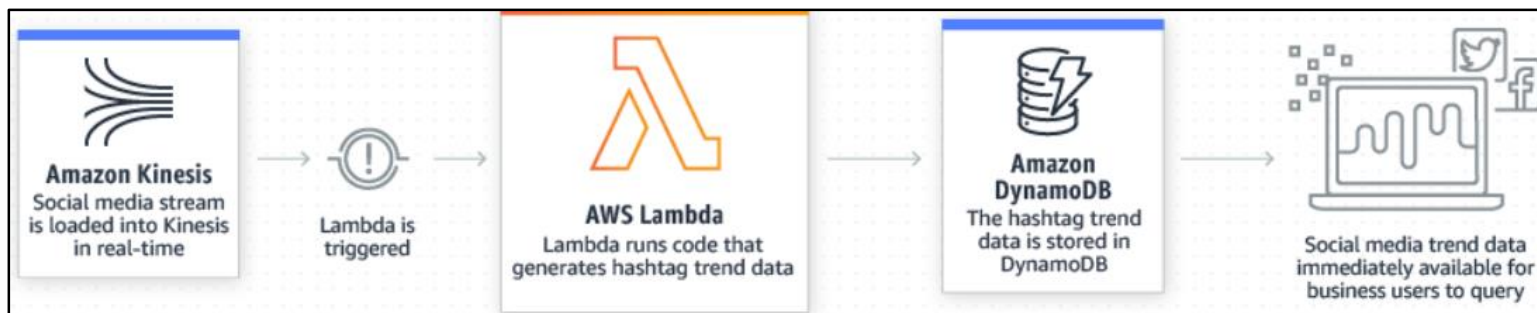 Amazon Kinesis
Social media stream
is loaded into Kinesis
in real-time
Lambda is
triggered
AWS Lambda
Lambda runs code that
generates hashtag trend data
Amazon
DynamoDB
The hashtag trend
data is stored in
DynamoDB
Social media trend data
immediately available for
business users to query